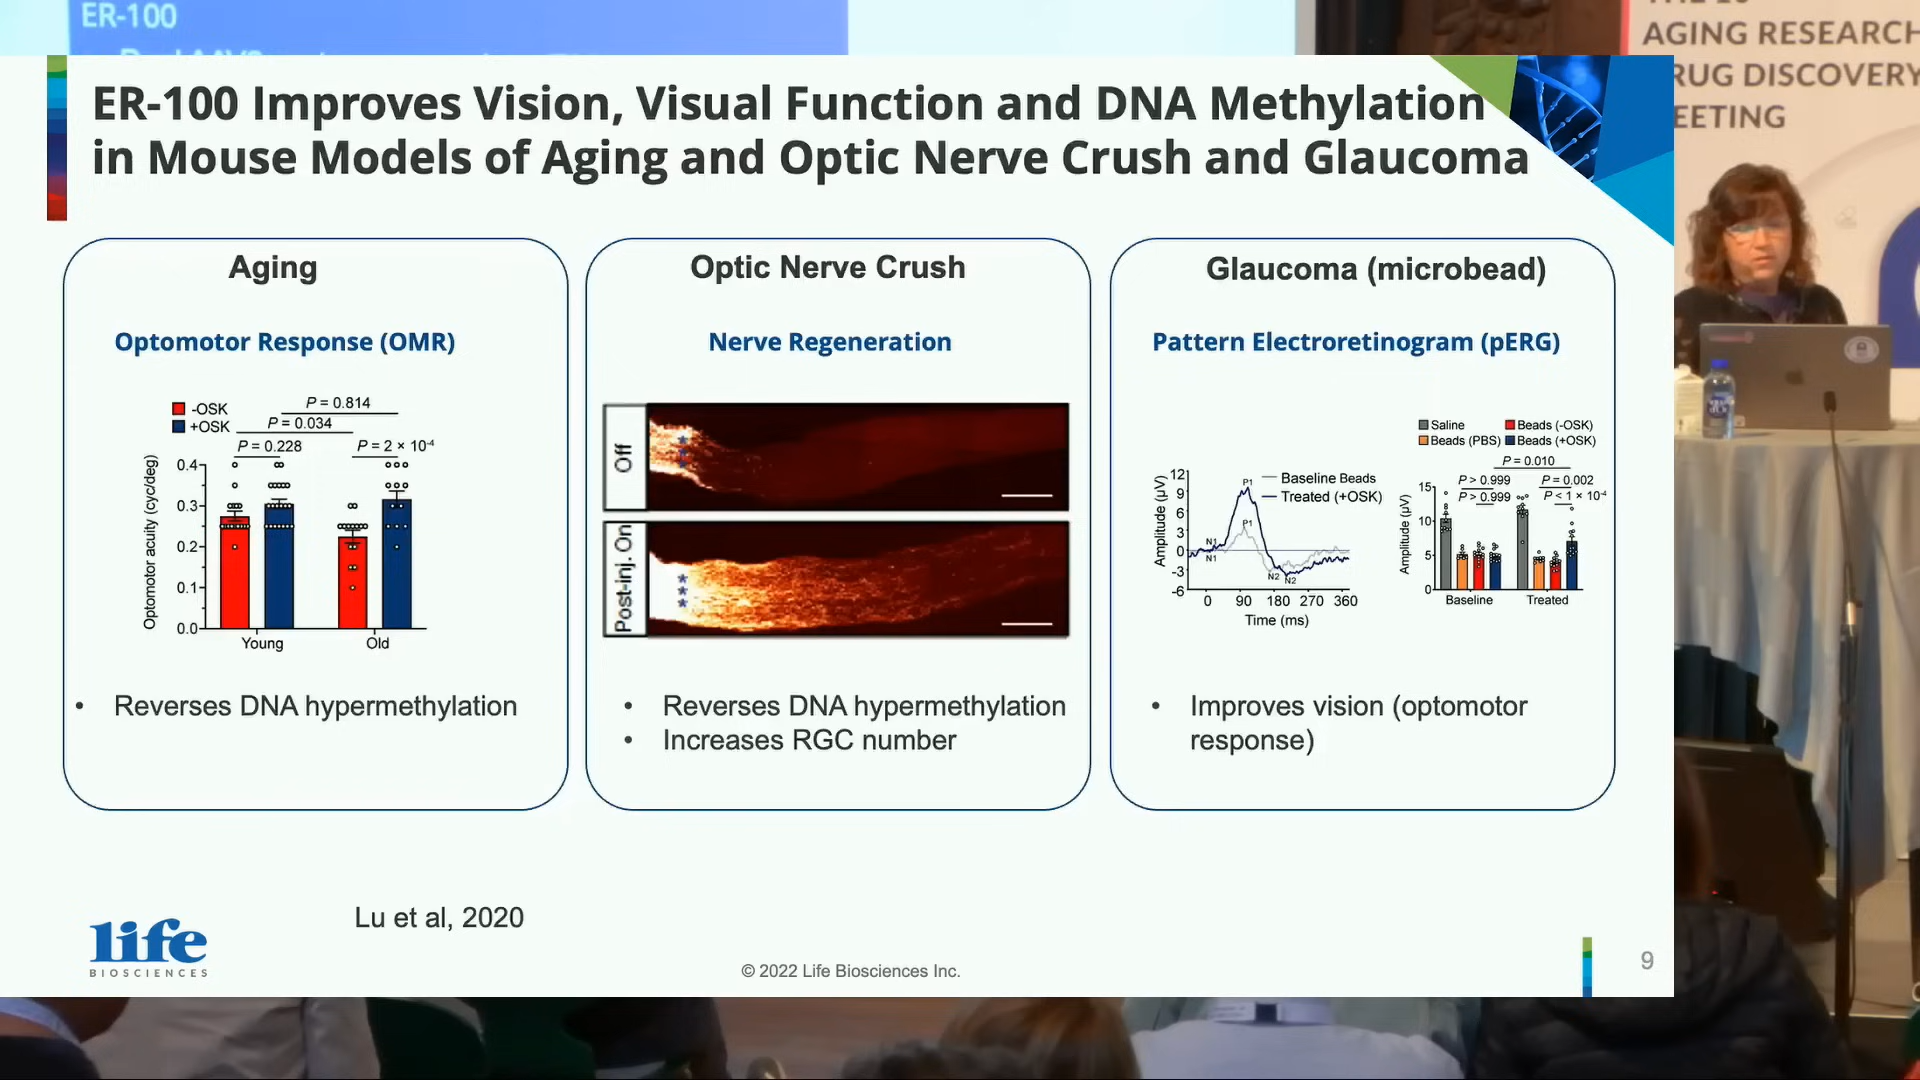 ER-100
AGING RESEARCH
RUG DISCOVERY
EETING
ER-100 Improves Vision, Visual Function and DNA Methylation
in Mouse Models of Aging and Optic Nerve Crush and Glaucoma
Aging
Optomotor Response (OMR)
-OSK
+OSK
P = 0.814
P = 0.034
P = 0.228
P = 2 × 10-4
Optomotor acuity (cyc/deg)
0.4
0.3
0.2
0.1
0.0
Young
Old
• Reverses DNA hypermethylation
Optic Nerve Crush
Nerve Regeneration
Off
Post-inj. On
• Reverses DNA hypermethylation
• Increases RGC number
Glaucoma (microbead)
Pattern Electroretinogram (pERG)
Amplitude (µV)
12
9
6
3
0
-3
-6
Baseline Beads
Treated (+OSK)
P1
P1
N1
N1
N2
N2
0 90 180 270 360
Time (ms)
Saline
Beads (-OSK)
Beads (PBS)
Beads (+OSK)
P = 0.010
P > 0.999
P = 0.002
P > 0.999
P < 1 × 10-4
Amplitude (µV)
15
10
5
0
Baseline
Treated
• Improves vision (optomotor
response)
Lu et al, 2020
life
BIOSCIENCES
© 2022 Life Biosciences Inc.
9